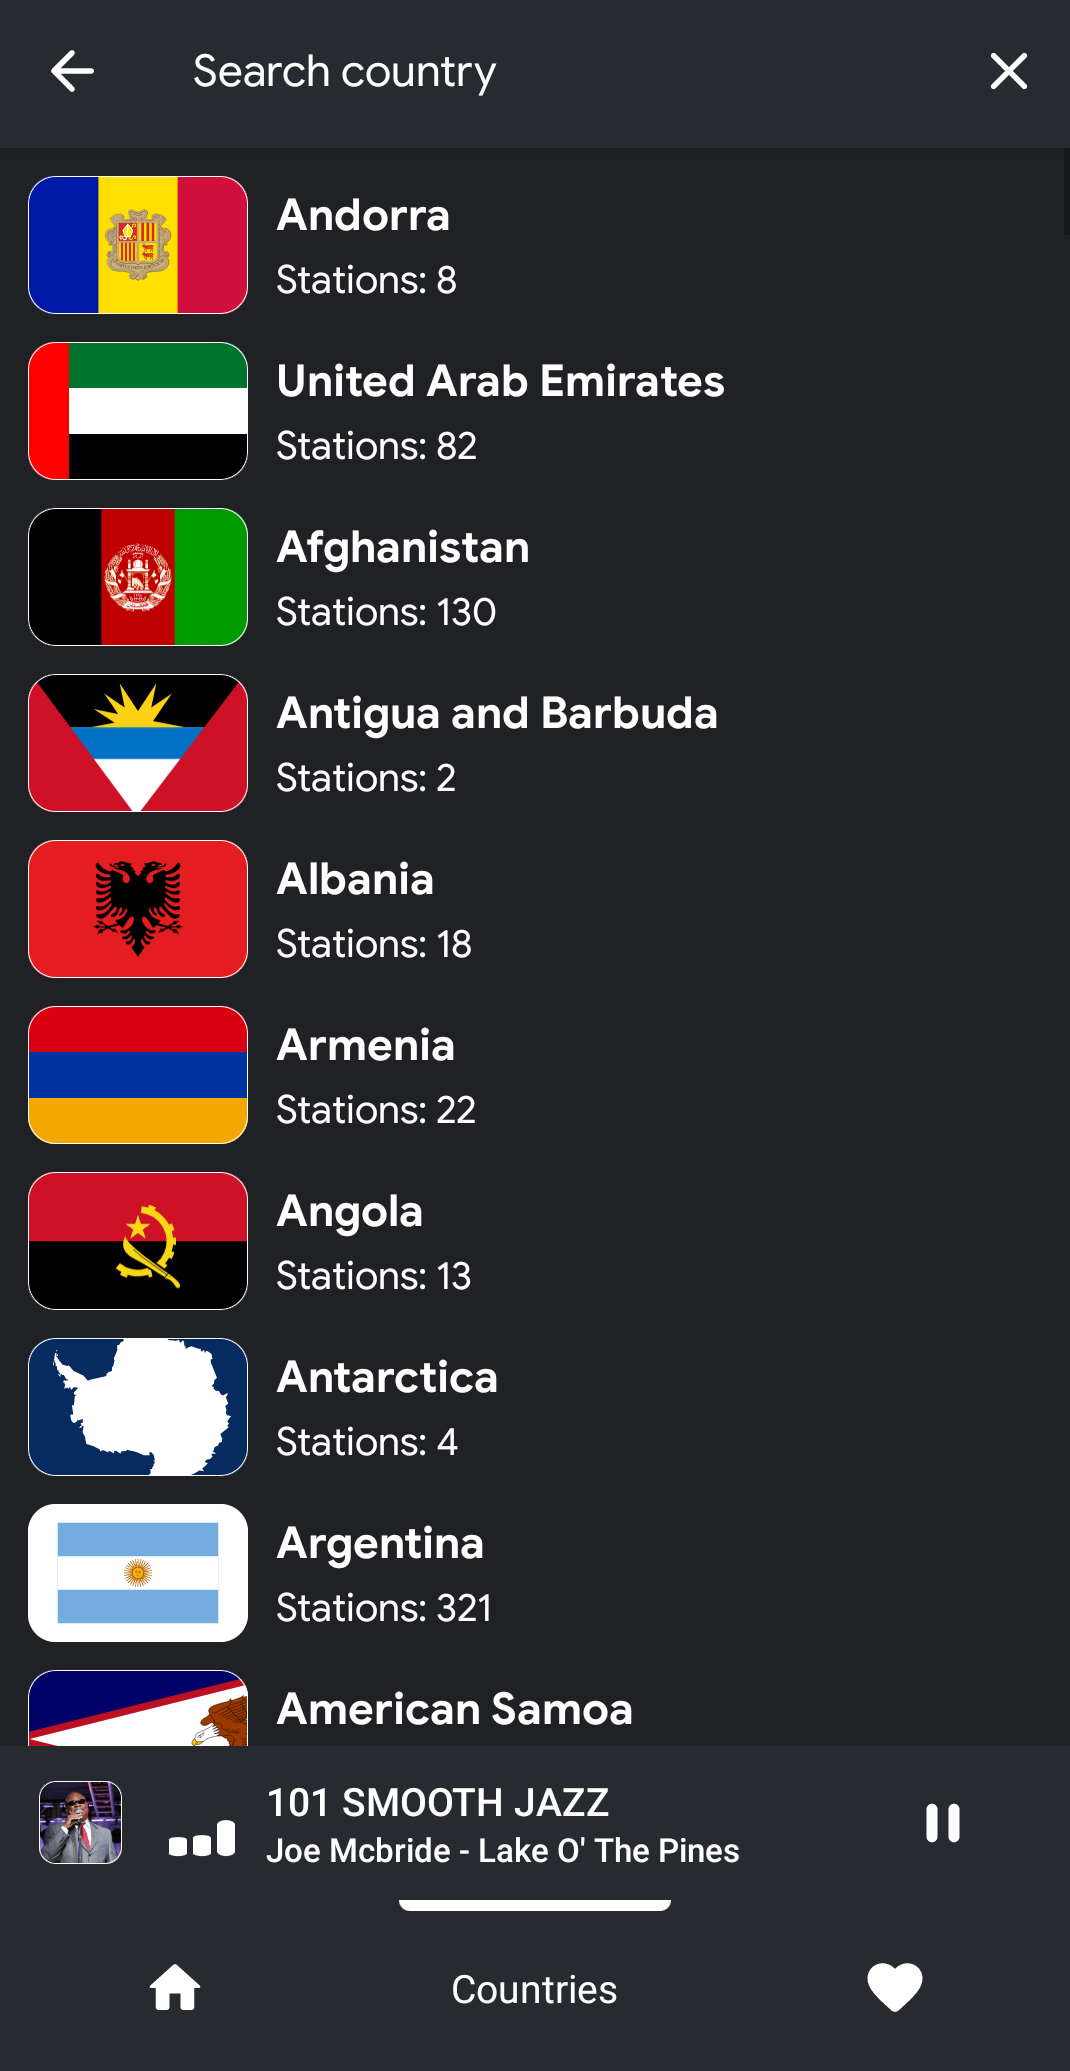 Search country
Andorra
Stations: 8
United Arab Emirates
Stations: 82
Afghanistan
Stations: 130
Antigua and Barbuda
Stations: 2
Albania
Stations: 18
Armenia
Stations: 22
Angola
Stations: 13
Antarctica
Stations: 4
Argentina
Stations: 321
American Samoa
101 SMOOTH JAZZ
Joe Mcbride - Lake O' The Pines
Countries